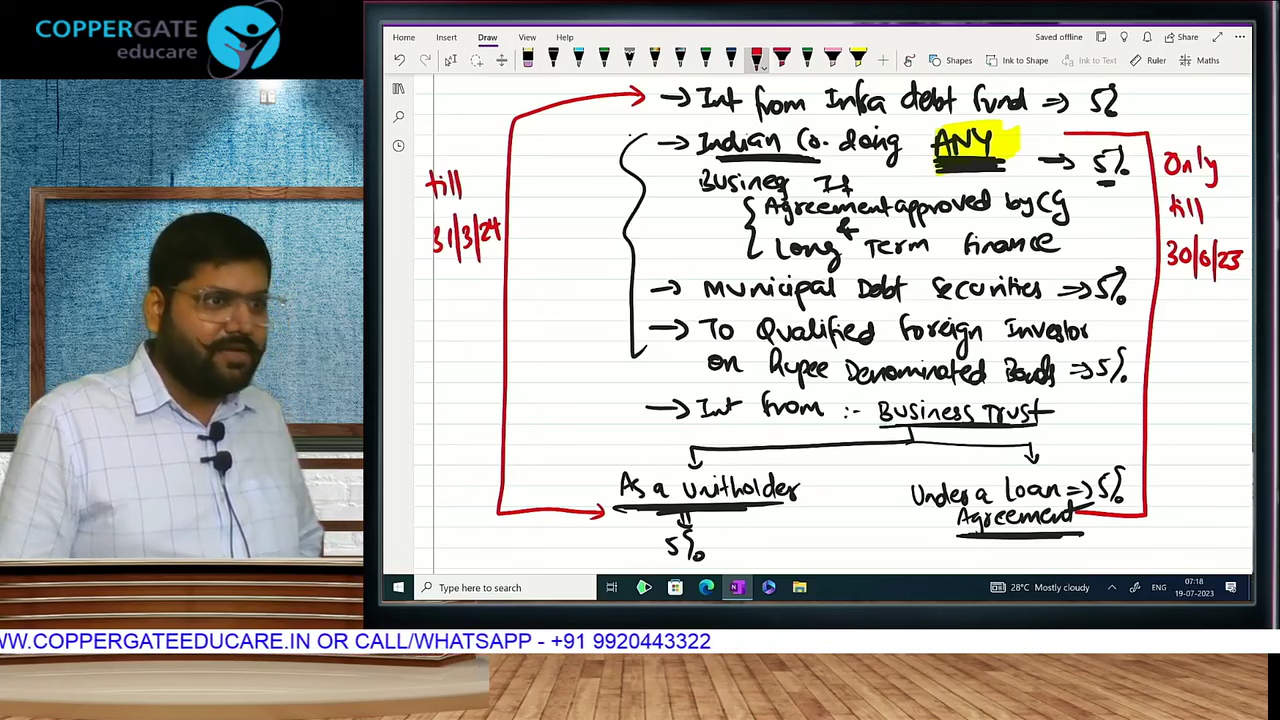 COPPERGATE
educare
Home Insert Draw View Help
Saved offline
Share
Shapes
Ink to Shape
Ink to Text
Ruler
Maths
→ Int from Infra debt fund ⇒ 5%
→ Indian Co. doing ANY → 5%
Business If
Agreement approved by CG
&
Long Term finance
→ Municipal Debt Securities ⇒ 5%
→ To Qualified Foreign Investor
on Rupee Denominated Bonds ⇒ 5%
→ Int from :- Business Trust
As a Unitholder
5%
Under a Loan ⇒ 5%
Agreement
till
31/3/24
Only
till
30/6/23
Type here to search
28°C Mostly cloudy
ENG
07:18
19-07-2023
WW.COPPERGATEEDUCARE.IN OR CALL/WHATSAPP - +91 9920443322